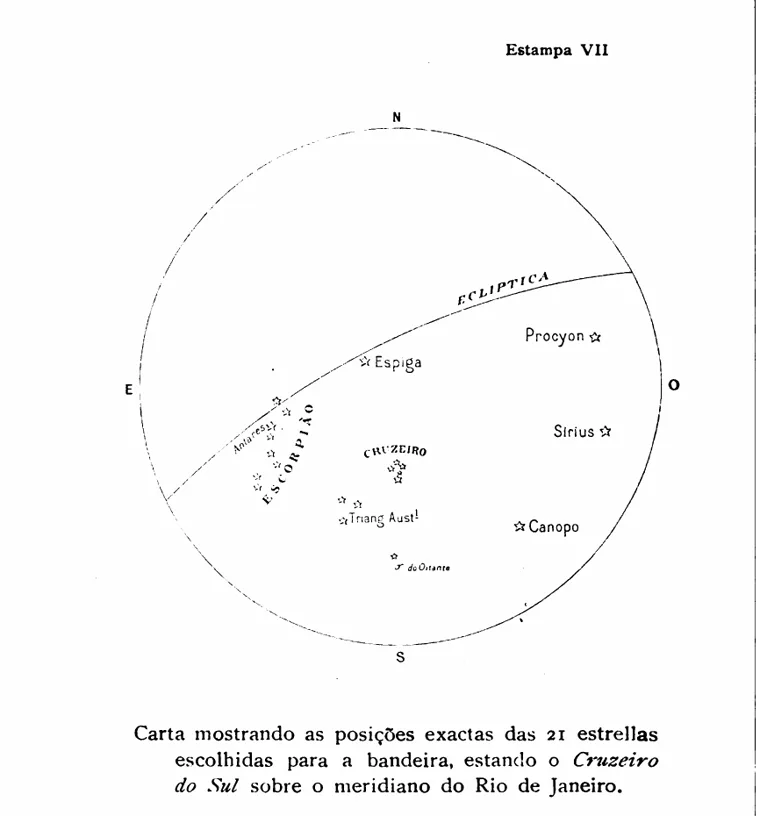 Estampa VII
N
ECLIPTICA
Procyon
Espiga
E
O
Antares
ESCORPIÃO
Sirius
CRUZEIRO
Triang Aust!
Canopo
do Oitante
S
Carta mostrando as posições exactas das 21 estrellas
escolhidas para a bandeira, estando o Cruzeiro
do Sul sobre o meridiano do Rio de Janeiro.